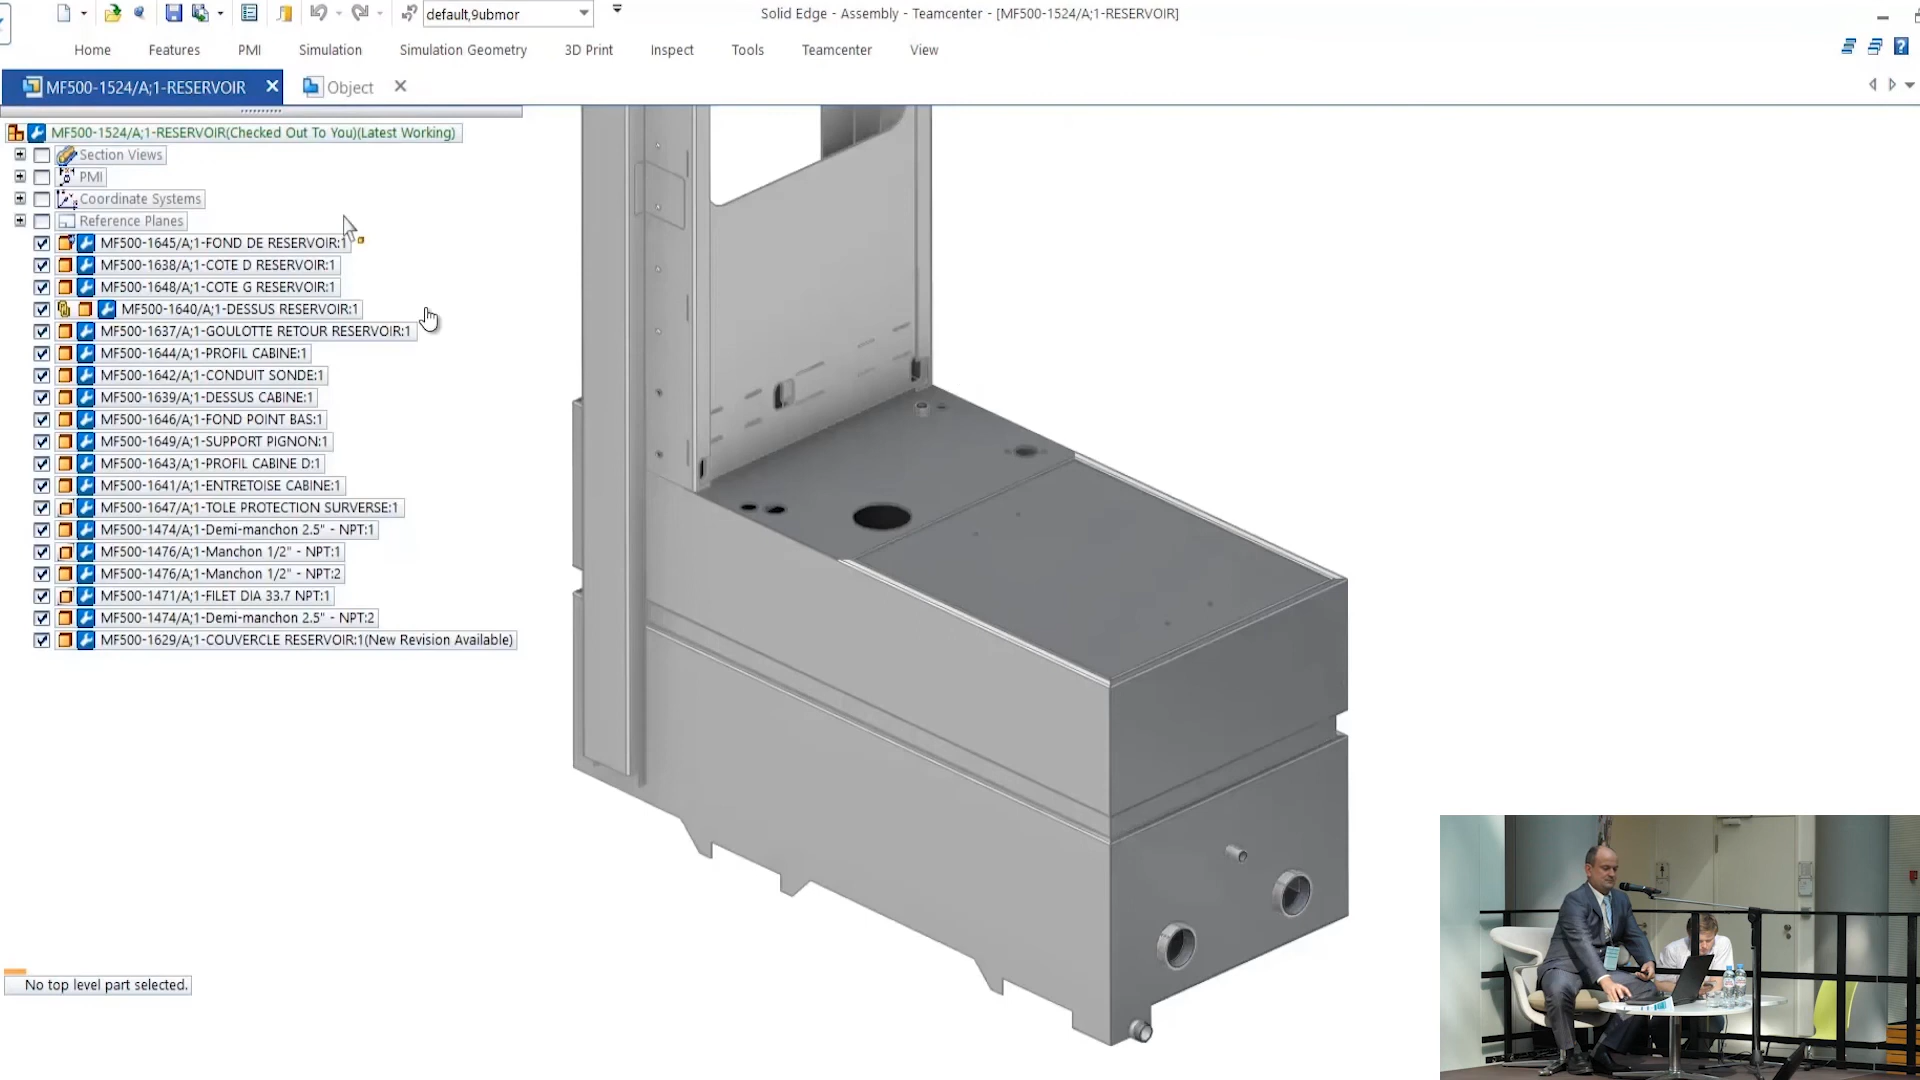 default,9ubmor
Solid Edge - Assembly - Teamcenter - [MF500-1524/A;1-RESERVOIR]
Home Features PMI Simulation Simulation Geometry 3D Print Inspect Tools Teamcenter View
MF500-1524/A;1-RESERVOIR Object
MF500-1524/A;1-RESERVOIR(Checked Out To You)(Latest Working)
Section Views
PMI
Coordinate Systems
Reference Planes
MF500-1645/A;1-FOND DE RESERVOIR:1
MF500-1638/A;1-COTE D RESERVOIR:1
MF500-1648/A;1-COTE G RESERVOIR:1
MF500-1640/A;1-DESSUS RESERVOIR:1
MF500-1637/A;1-GOULOTTE RETOUR RESERVOIR:1
MF500-1644/A;1-PROFIL CABINE:1
MF500-1642/A;1-CONDUIT SONDE:1
MF500-1639/A;1-DESSUS CABINE:1
MF500-1646/A;1-FOND POINT BAS:1
MF500-1649/A;1-SUPPORT PIGNON:1
MF500-1643/A;1-PROFIL CABINE D:1
MF500-1641/A;1-ENTRETOISE CABINE:1
MF500-1647/A;1-TOLE PROTECTION SURVERSE:1
MF500-1474/A;1-Demi-manchon 2.5" - NPT:1
MF500-1476/A;1-Manchon 1/2" - NPT:1
MF500-1476/A;1-Manchon 1/2" - NPT:2
MF500-1471/A;1-FILET DIA 33.7 NPT:1
MF500-1474/A;1-Demi-manchon 2.5" - NPT:2
MF500-1629/A;1-COUVERCLE RESERVOIR:1(New Revision Available)
No top level part selected.